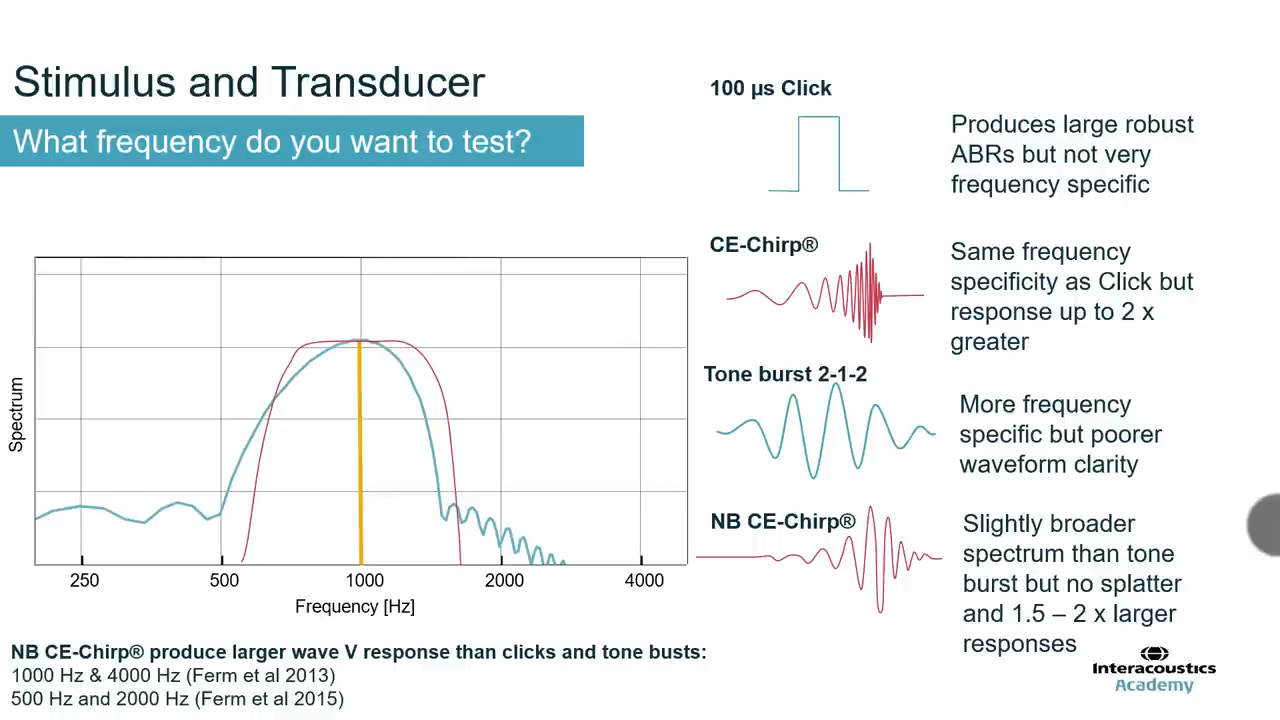 Stimulus and Transducer
What frequency do you want to test?
100 µs Click
Produces large robust
ABRs but not very
frequency specific
CE-Chirp®
Same frequency
specificity as Click but
response up to 2 x
greater
Tone burst 2-1-2
More frequency
specific but poorer
waveform clarity
NB CE-Chirp®
Slightly broader
spectrum than tone
burst but no splatter
and 1.5 – 2 x larger
responses
Spectrum
250 500 1000 2000 4000
Frequency [Hz]
NB CE-Chirp® produce larger wave V response than clicks and tone busts:
1000 Hz & 4000 Hz (Ferm et al 2013)
500 Hz and 2000 Hz (Ferm et al 2015)
Interacoustics
Academy